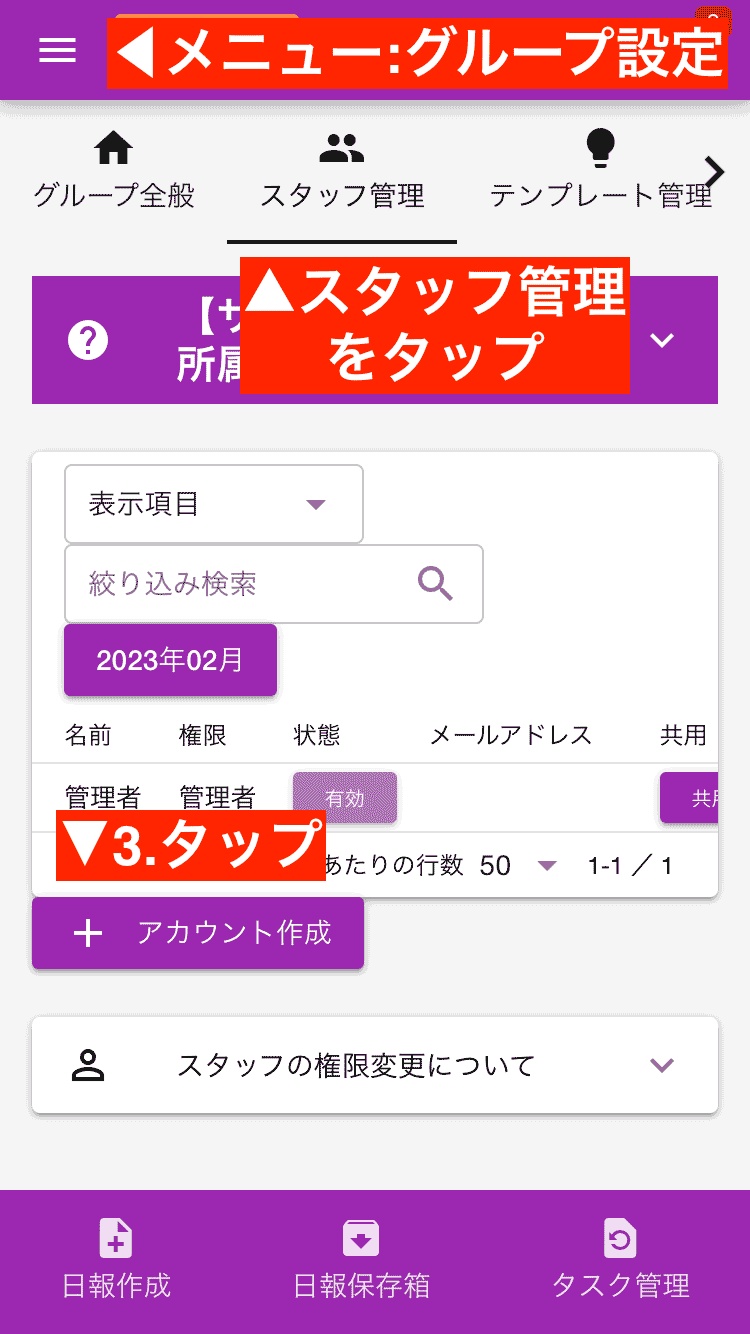 ◀メニュー:グループ設定
グループ全般
スタッフ管理
テンプレート管理
▲スタッフ管理
をタップ
所属
表示項目
絞り込み検索
2023年02月
名前 権限 状態 メールアドレス 共用
管理者 管理者 有効 共用
▼3.タップ
あたりの行数 50 1-1 / 1
+ アカウント作成
スタッフの権限変更について
日報作成
日報保存箱
タスク管理